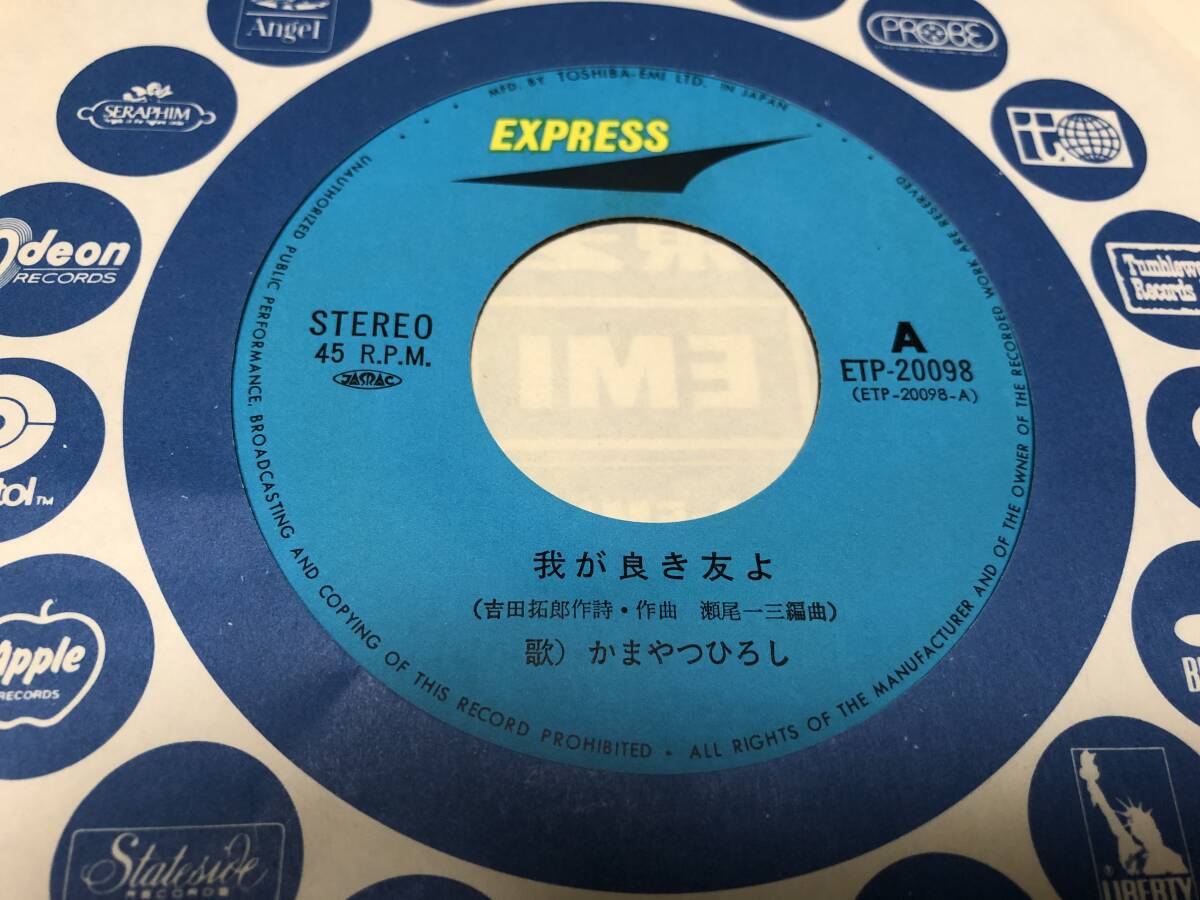 Angel
PROBE
SERAPHIM
it
Odeon
RECORDS
Tumblew
Records
tol™
Apple
RECORDS
Stateside
RECORDS
LIBERTY
MFD. BY TOSHIBA-EMI LTD. IN JAPAN
EXPRESS
STEREO
45 R.P.M.
JASRAC
A
ETP-20098
(ETP-20098-A)
EMI
我が良き友よ
(吉田拓郎作詩・作曲 瀬尾一三編曲)
歌) かまやつひろし
UNAUTHORIZED PUBLIC PERFORMANCE, BROADCASTING AND COPYING OF THIS RECORD PROHIBITED • ALL RIGHTS OF THE MANUFACTURER AND OF THE OWNER OF THE RECORDED WORK ARE RESERVED